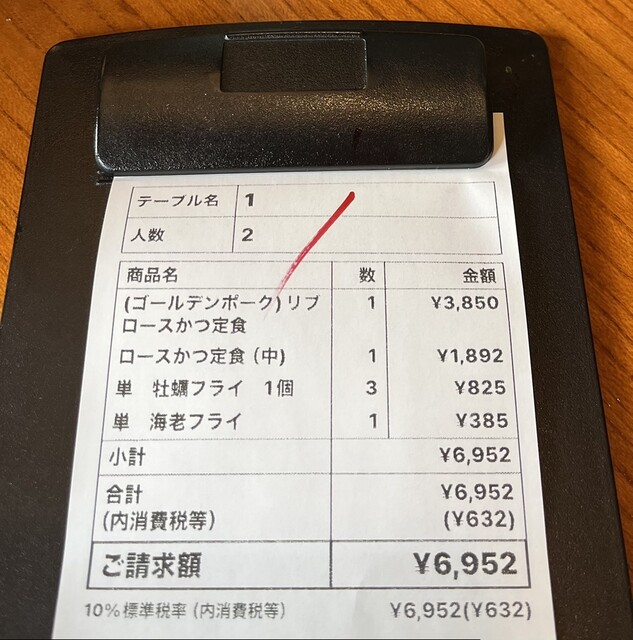 テーブル名 1
人数 2
商品名 数 金額
(ゴールデンポーク)リブ 1 ¥3,850
ロースかつ定食
ロースかつ定食(中) 1 ¥1,892
単 牡蠣フライ 1個 3 ¥825
単 海老フライ 1 ¥385
小計 ¥6,952
合計 ¥6,952
(内消費税等) (¥632)
ご請求額 ¥6,952
10%標準税率(内消費税等) ¥6,952(¥632)